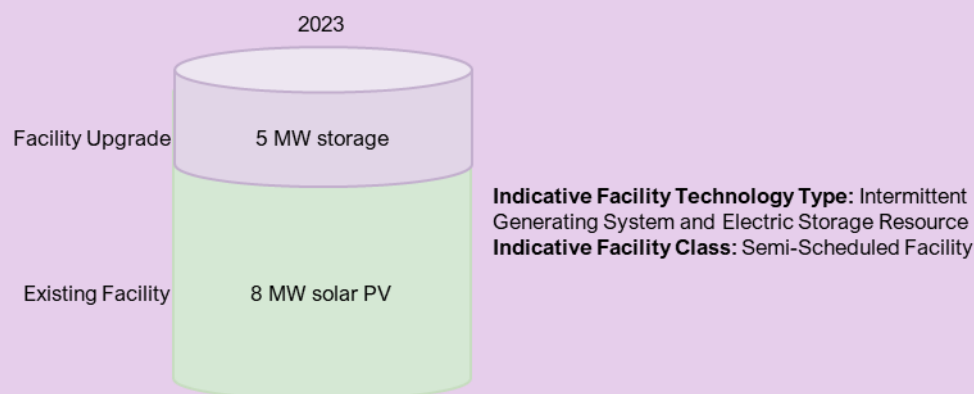 2023
Facility Upgrade
5 MW storage
Indicative Facility Technology Type: Intermittent
Generating System and Electric Storage Resource
Indicative Facility Class: Semi-Scheduled Facility
Existing Facility
8 MW solar PV